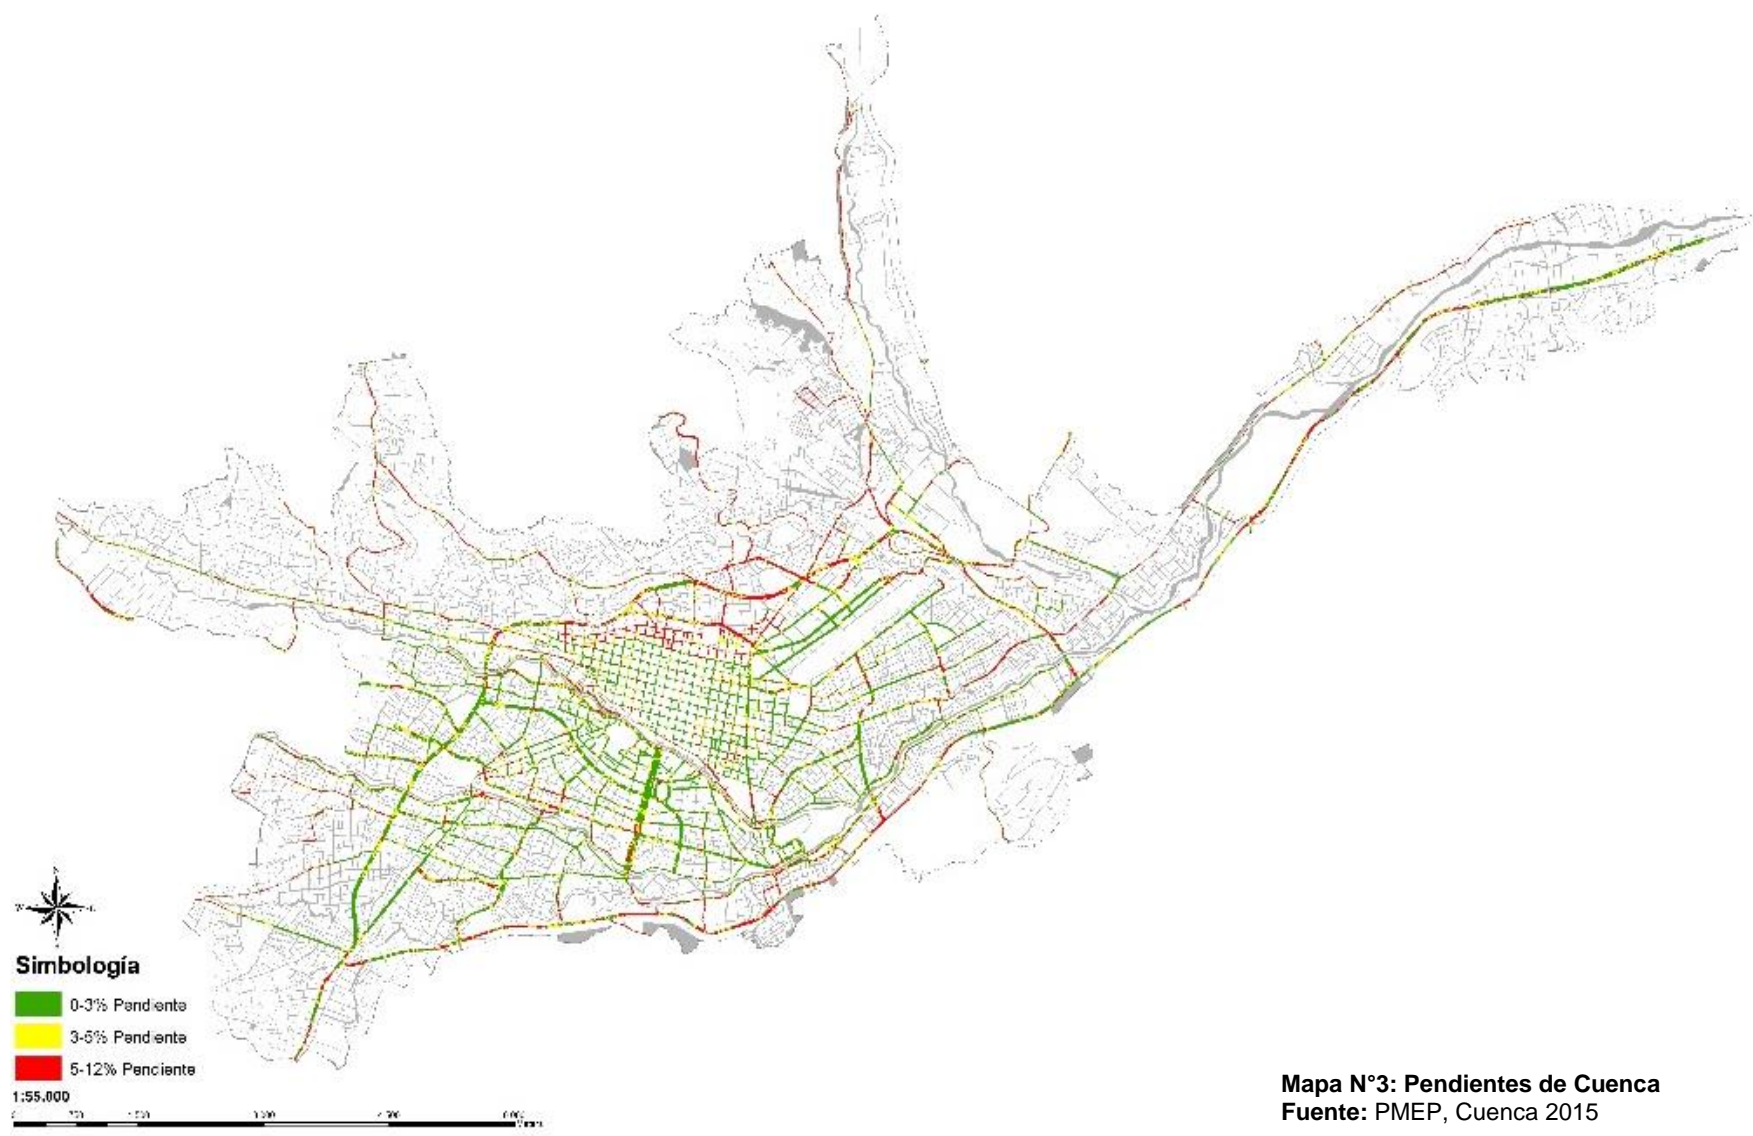 Simbología
0-3% Pendiente
3-5% Pendiente
5-12% Pendiente
1:55.000
Mapa N°3: Pendientes de Cuenca
Fuente: PMEP, Cuenca 2015